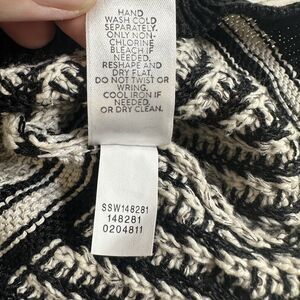 HAND
WASH COLD
SEPARATELY.
ONLY NON-
CHLORINE
BLEACH IF
NEEDED.
RESHAPE AND
DRY FLAT.
DO NOT TWIST OR
WRING.
COOL IRON IF
NEEDED.
OR DRY CLEAN.
SSW148281
148281
0204811